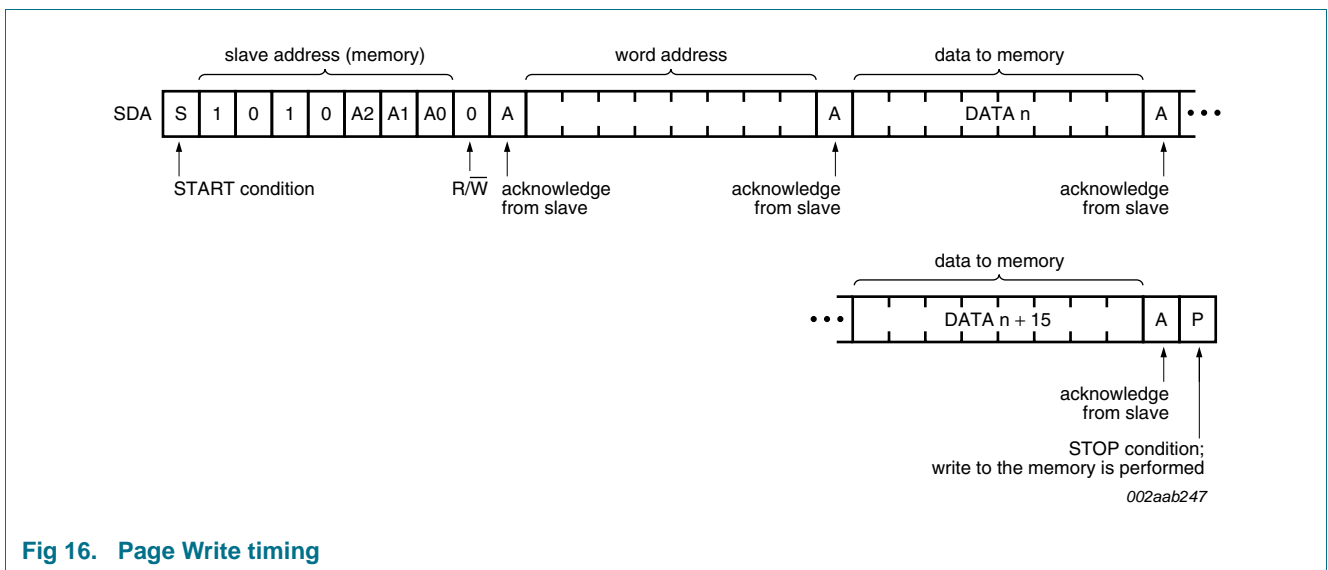 slave address (memory) word address data to memory
SDA S 1 0 1 0 A2 A1 A0 0 A A DATA n A •••
START condition R/W̅ acknowledge from slave acknowledge from slave acknowledge from slave
data to memory
••• DATA n + 15 A P
acknowledge
from slave
STOP condition;
write to the memory is performed
002aab247
Fig 16. Page Write timing